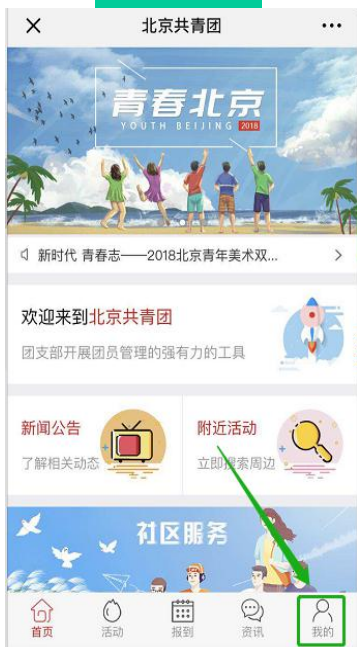 北京共青团
青春北京
YOUTH BEIJING 2018
新时代 青春志——2018北京青年美术双...
欢迎来到北京共青团
团支部开展团员管理的强有力的工具
新闻公告
了解相关动态
附近活动
立即搜索周边
社区服务
首页
活动
报到
资讯
我的